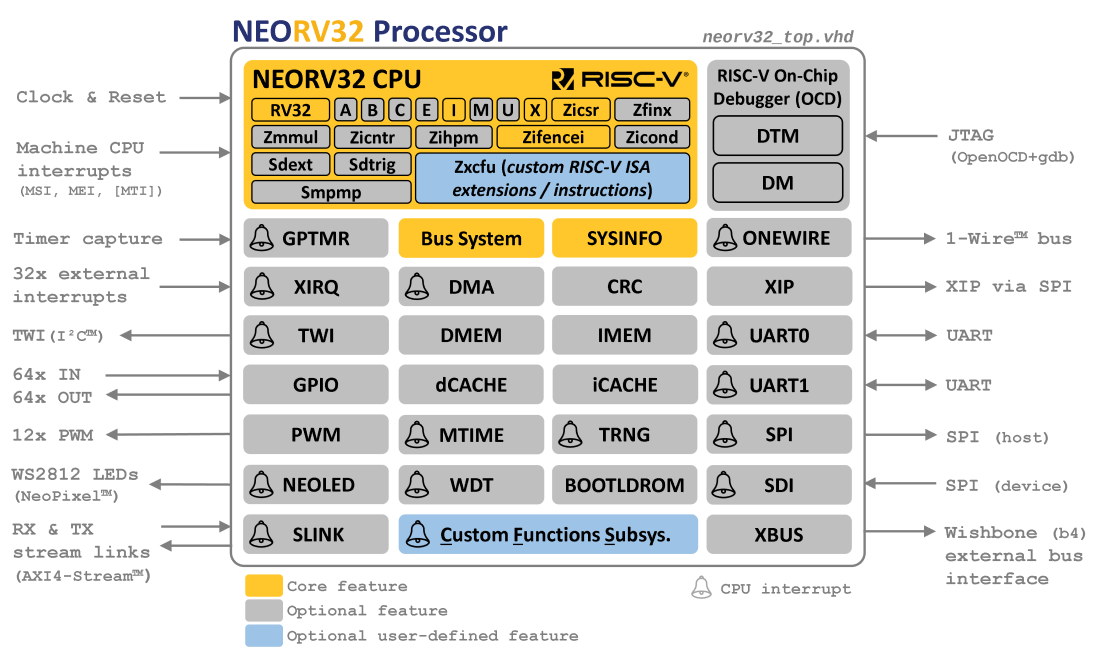 NEORV32 Processor
neorv32_top.vhd
NEORV32 CPU
RISC-V®
RV32 A B C E I M U X Zicsr Zfinx
Zmmul Zicntr Zihpm Zifencei Zicond
Sdext Sdtrig
Smpmp
Zxcfu (custom RISC-V ISA
extensions / instructions)
RISC-V On-Chip
Debugger (OCD)
DTM
DM
Clock & Reset
Machine CPU
interrupts
(MSI, MEI, [MTI])
JTAG
(OpenOCD+gdb)
Timer capture
GPTMR Bus System SYSINFO ONEWIRE
1-Wire™ bus
32x external
interrupts
XIRQ DMA CRC XIP
XIP via SPI
TWI(I²C™)
TWI DMEM IMEM UART0
UART
64x IN
64x OUT
GPIO dCACHE iCACHE UART1
UART
12x PWM
PWM MTIME TRNG SPI
SPI (host)
WS2812 LEDs
(NeoPixel™)
NEOLED WDT BOOTLDROM SDI
SPI (device)
RX & TX
stream links
(AXI4-Stream™)
SLINK Custom Functions Subsys. XBUS
Wishbone (b4)
external bus
interface
Core feature
Optional feature
Optional user-defined feature
CPU interrupt